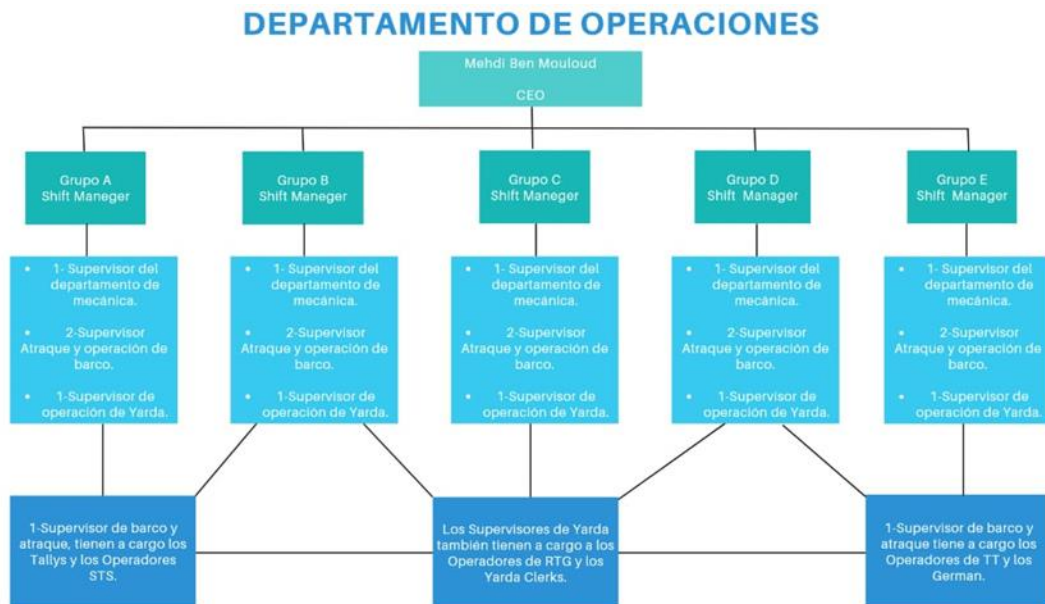 DEPARTAMENTO DE OPERACIONES
Mehdi Ben Mouloud
CEO
Grupo A
Shift Maneger
Grupo B
Shift Maneger
Grupo C
Shift Maneger
Grupo D
Shift Manager
Grupo E
Shift Manager
• 1- Supervisor del
departamento de
mecánica.
• 2-Supervisor
Atraque y operación de
barco.
• 1-Supervisor de
operación de Yarda.
• 1- Supervisor del
departamento de
mecánica.
• 2-Supervisor
Atraque y operación de
barco.
• 1-Supervisor de
operación de Yarda.
• 1- Supervisor del
departamento de
mecánica.
• 2-Supervisor
Atraque y operación de
barco.
• 1-Supervisor de
operación de Yarda.
• 1- Supervisor del
departamento de
mecánica.
• 2-Supervisor
Atraque y operación de
barco.
• 1-Supervisor de
operación de Yarda.
• 1- Supervisor del
departamento de
mecánica.
• 2-Supervisor
Atraque y operación de
barco.
• 1-Supervisor de
operación de Yarda.
1-Supervisor de barco y
atraque, tienen a cargo los
Tallys y los Operadores
STS.
Los Supervisores de Yarda
también tienen a cargo a los
Operadores de RTG y los
Yarda Clerks.
1-Supervisor de barco y
atraque tiene a cargo los
Operadores de TT y los
German.